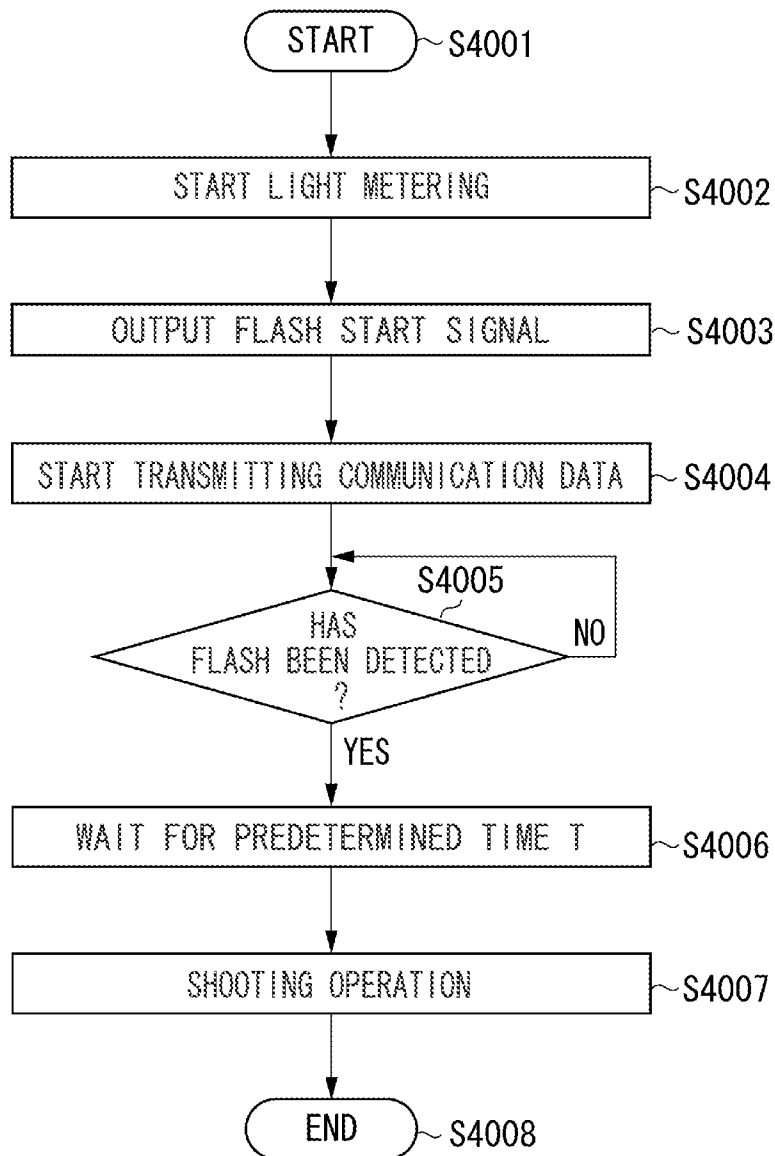 START
S4001
START LIGHT METERING
S4002
OUTPUT FLASH START SIGNAL
S4003
START TRANSMITTING COMMUNICATION DATA
S4004
S4005
HAS
FLASH BEEN DETECTED
?
NO
YES
WAIT FOR PREDETERMINED TIME T
S4006
SHOOTING OPERATION
S4007
END
S4008